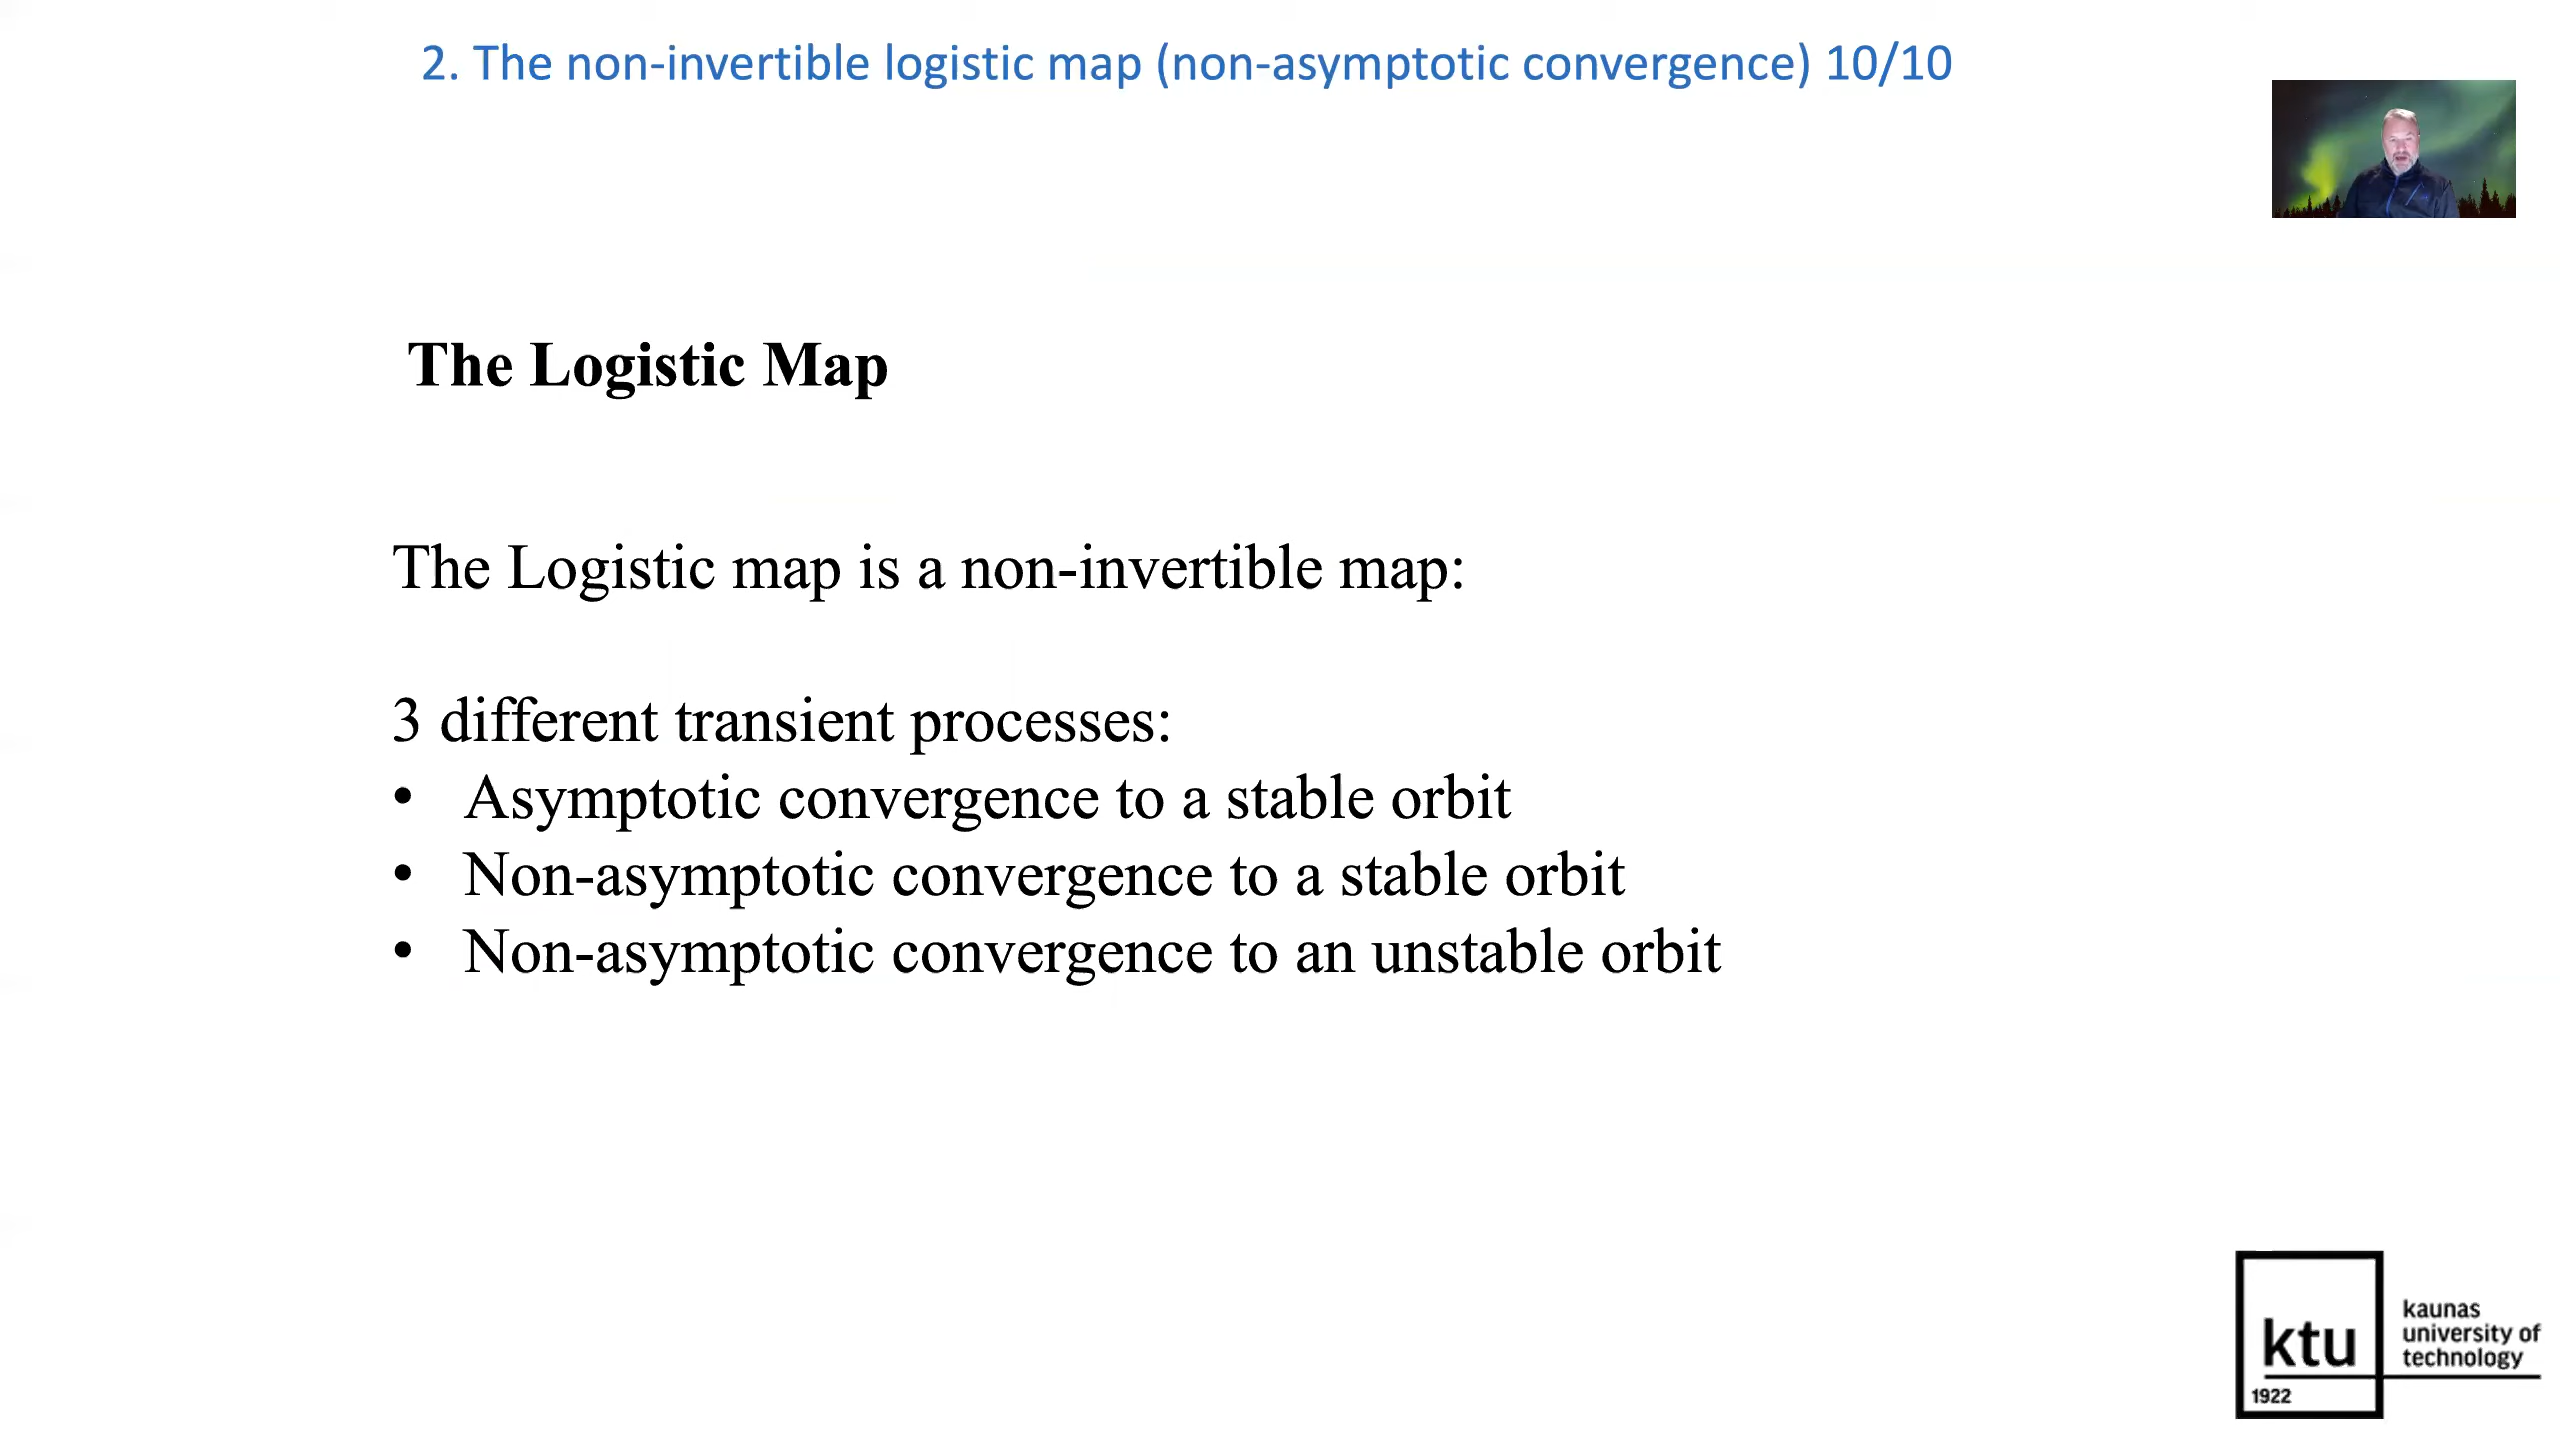 2. The non-invertible logistic map (non-asymptotic convergence) 10/10
The Logistic Map
The Logistic map is a non-invertible map:
3 different transient processes:
• Asymptotic convergence to a stable orbit
• Non-asymptotic convergence to a stable orbit
• Non-asymptotic convergence to an unstable orbit
ktu
1922
kaunas
university of
technology